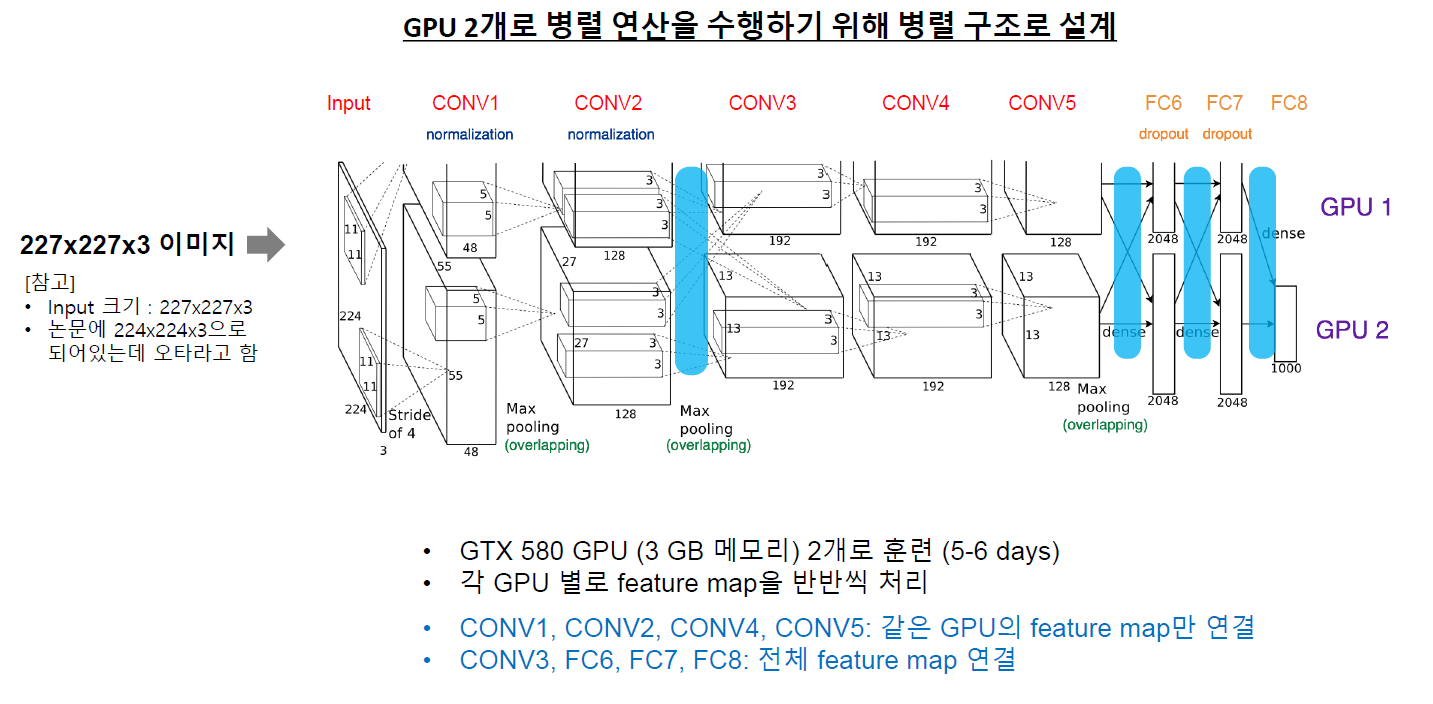 GPU 2개로 병렬 연산을 수행하기 위해 병렬 구조로 설계
Input CONV1 CONV2 CONV3 CONV4 CONV5 FC6 FC7 FC8
normalization normalization dropout dropout
227x227x3 이미지
[참고]
• Input 크기 : 227x227x3
• 논문에 224x224x3으로
되어있는데 오타라고 함
11
11
224
11
11
224
3
Stride
of 4
5
5
48
55
5
5
55
48
Max
pooling
(overlapping)
3
3
3
128
27
3
3
27
3
3
128
Max
pooling
(overlapping)
3
3
192
13
3
3
13
192
3
3
192
13
3
13
192
128
13
13
128
Max
pooling
(overlapping)
dense
2048
2048
dense
2048
2048
dense
1000
GPU 1
GPU 2
• GTX 580 GPU (3 GB 메모리) 2개로 훈련 (5-6 days)
• 각 GPU 별로 feature map을 반반씩 처리
• CONV1, CONV2, CONV4, CONV5: 같은 GPU의 feature map만 연결
• CONV3, FC6, FC7, FC8: 전체 feature map 연결